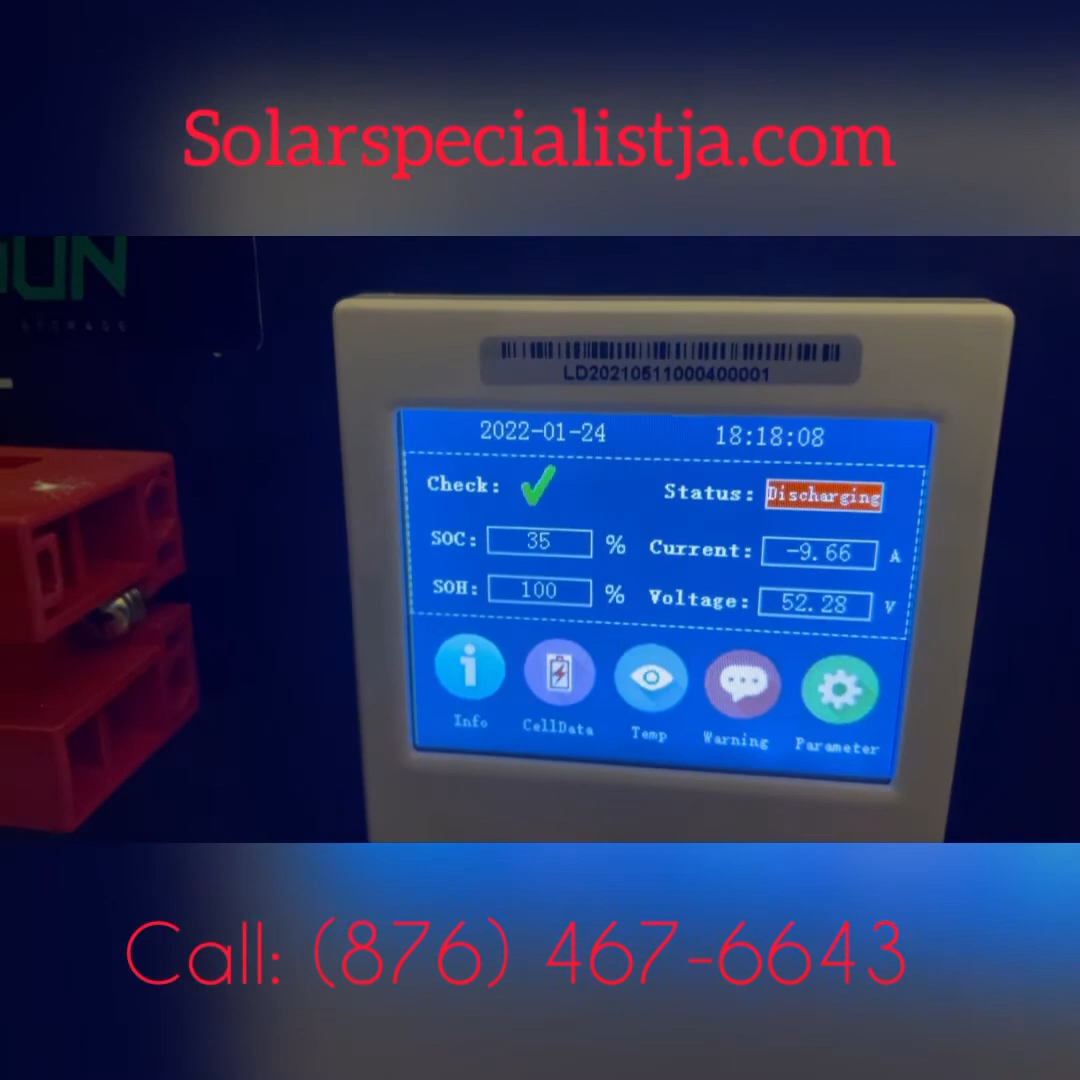 Solarspecialistja.com
STORAGE
LD20210511000400001
2022-01-24 18:18:08
Check: Status: Discharging
SOC: 35 % Current: -9.66 A
SOH: 100 % Voltage: 52.28 V
Info CellData Temp Warning Parameter
Call: (876) 467-6643